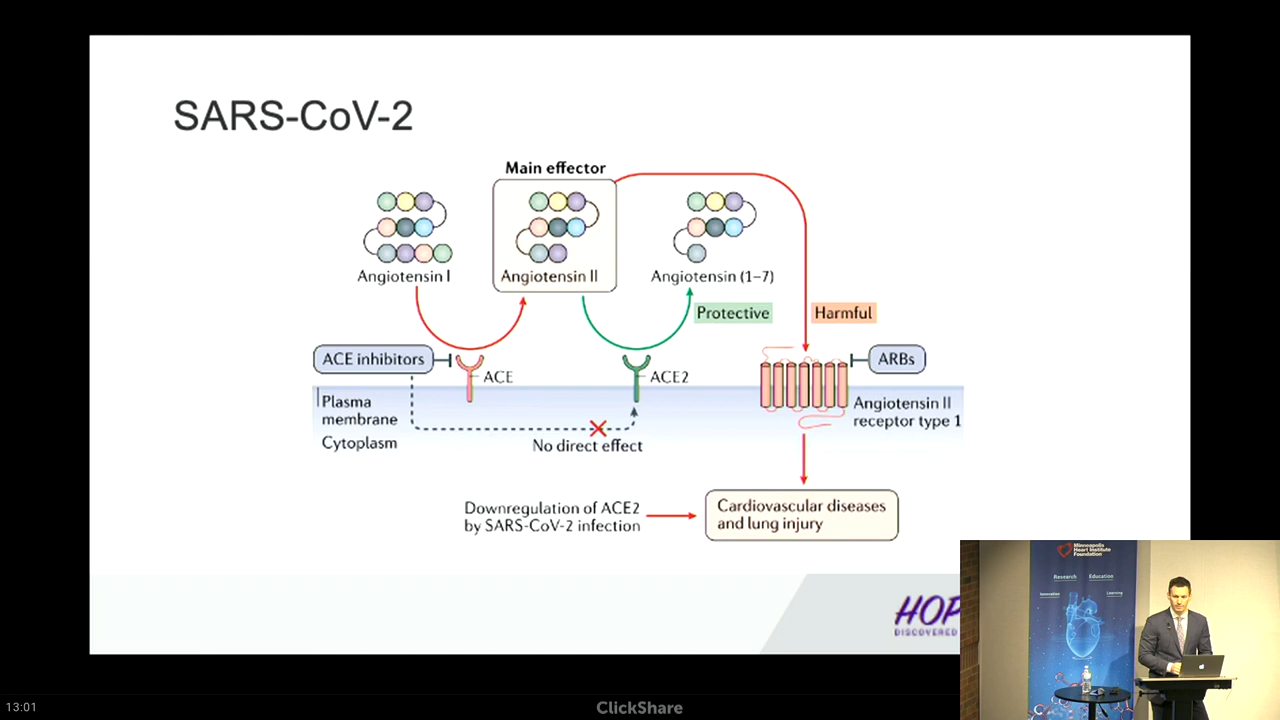 SARS-CoV-2
Main effector
Angiotensin I
Angiotensin II
Angiotensin (1–7)
Protective
Harmful
ACE inhibitors
ACE
ACE2
ARBs
Plasma
membrane
Cytoplasm
No direct effect
Angiotensin II
receptor type 1
Downregulation of ACE2
by SARS-CoV-2 infection
Cardiovascular diseases
and lung injury
HOP
DISCOVERED
Minneapolis
Heart Institute
Foundation
Research
Education
Innovation
Learning
13:01
ClickShare